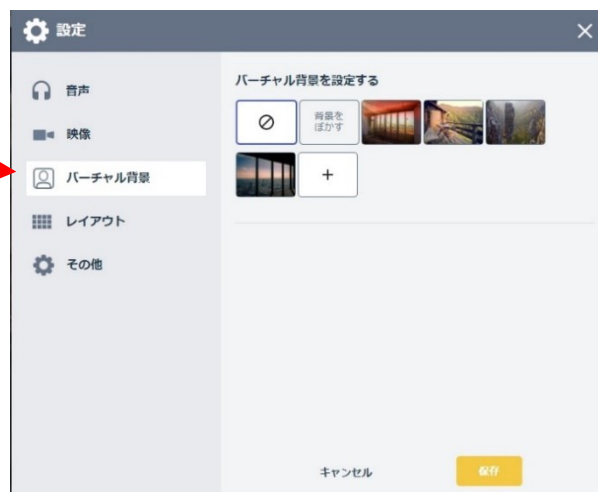 設定
音声
映像
バーチャル背景
レイアウト
その他
バーチャル背景を設定する
背景を
ぼかす
+
キャンセル
保存